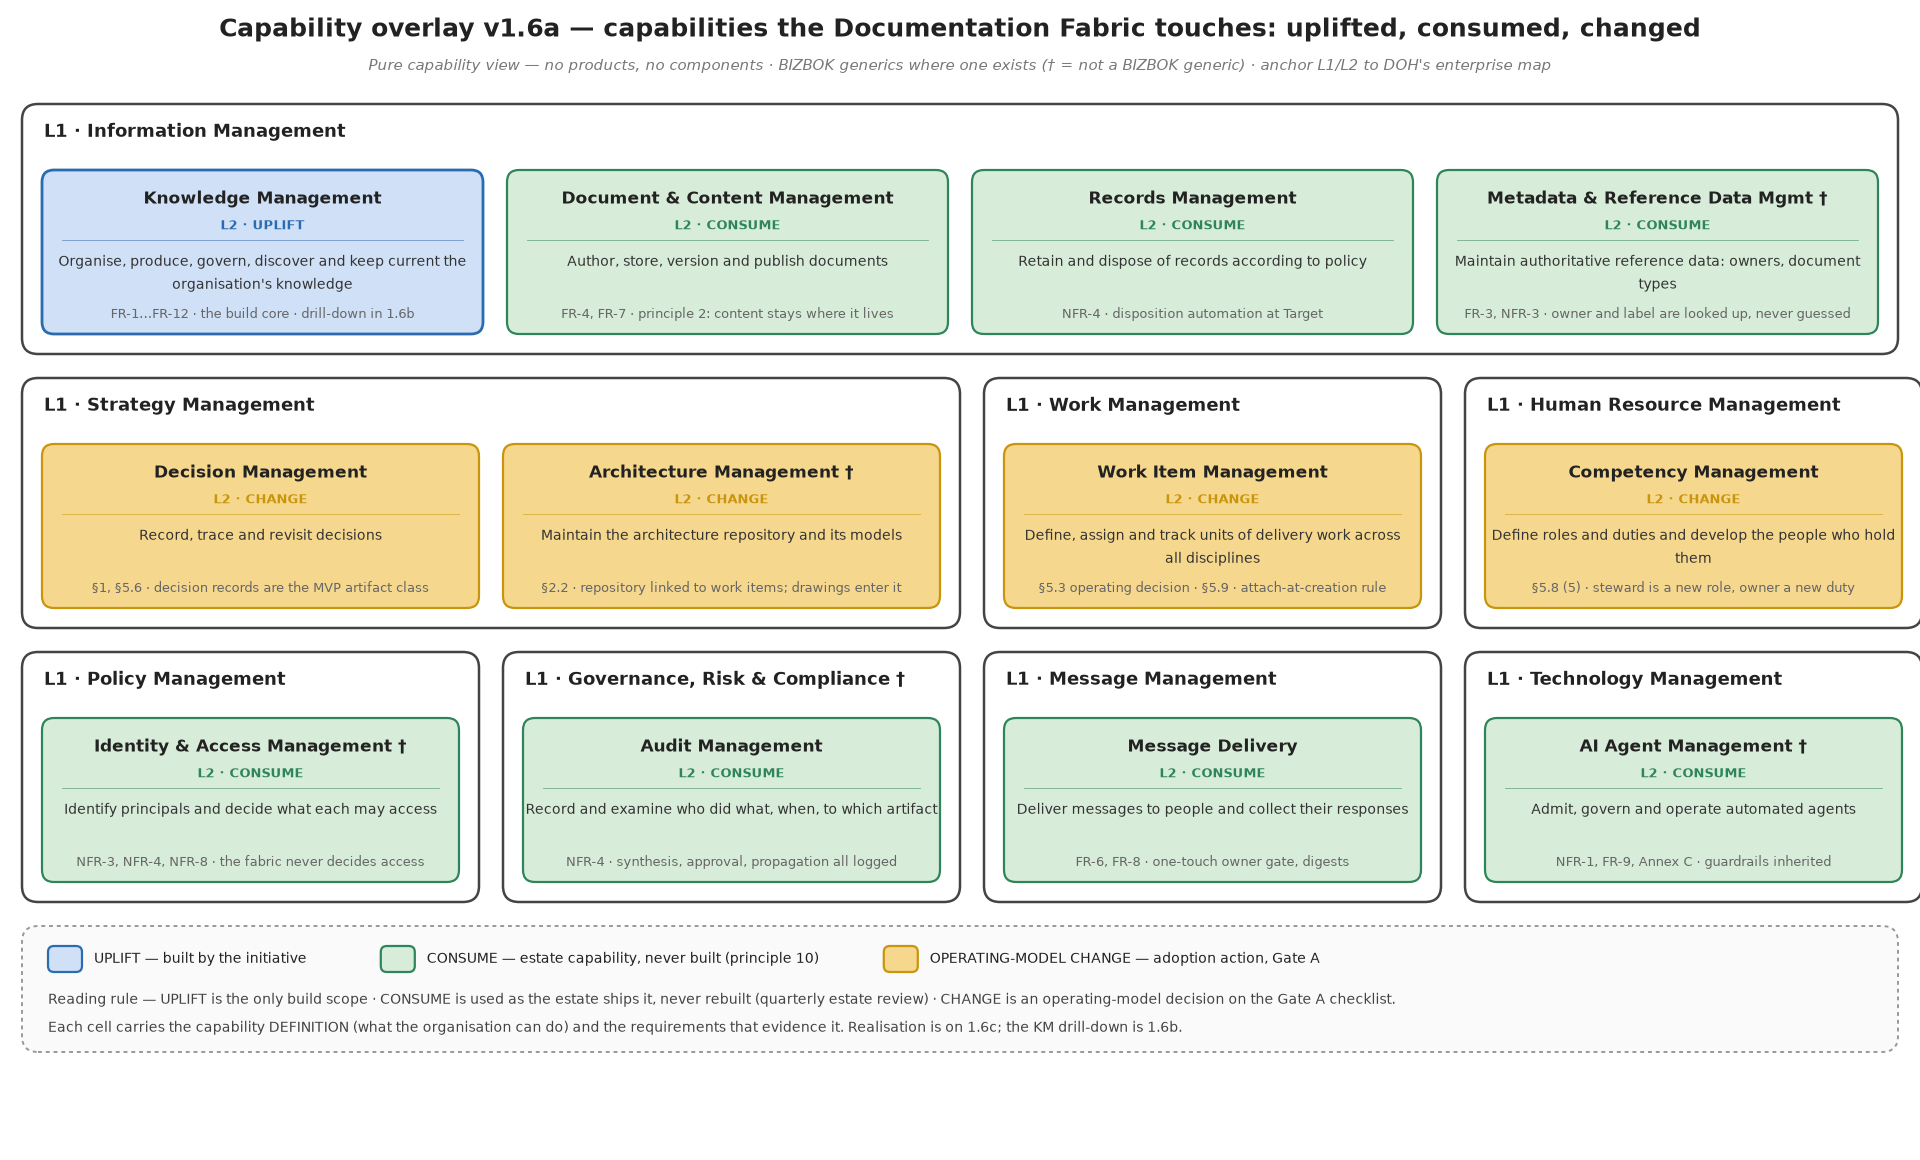 Capability overlay v1.6a — capabilities the Documentation Fabric touches: uplifted, consumed, changed
Pure capability view — no products, no components · BIZBOK generics where one exists († = not a BIZBOK generic) · anchor L1/L2 to DOH's enterprise map
L1 · Information Management
Knowledge Management
L2 · UPLIFT
Organise, produce, govern, discover and keep current the
organisation's knowledge
FR-1…FR-12 · the build core · drill-down in 1.6b
Document & Content Management
L2 · CONSUME
Author, store, version and publish documents
FR-4, FR-7 · principle 2: content stays where it lives
Records Management
L2 · CONSUME
Retain and dispose of records according to policy
NFR-4 · disposition automation at Target
Metadata & Reference Data Mgmt †
L2 · CONSUME
Maintain authoritative reference data: owners, document
types
FR-3, NFR-3 · owner and label are looked up, never guessed
L1 · Strategy Management
Decision Management
L2 · CHANGE
Record, trace and revisit decisions
§1, §5.6 · decision records are the MVP artifact class
Architecture Management †
L2 · CHANGE
Maintain the architecture repository and its models
§2.2 · repository linked to work items; drawings enter it
L1 · Work Management
Work Item Management
L2 · CHANGE
Define, assign and track units of delivery work across
all disciplines
§5.3 operating decision · §5.9 · attach-at-creation rule
L1 · Human Resource Management
Competency Management
L2 · CHANGE
Define roles and duties and develop the people who hold
them
§5.8 (5) · steward is a new role, owner a new duty
L1 · Policy Management
Identity & Access Management †
L2 · CONSUME
Identify principals and decide what each may access
NFR-3, NFR-4, NFR-8 · the fabric never decides access
L1 · Governance, Risk & Compliance †
Audit Management
L2 · CONSUME
Record and examine who did what, when, to which artifact
NFR-4 · synthesis, approval, propagation all logged
L1 · Message Management
Message Delivery
L2 · CONSUME
Deliver messages to people and collect their responses
FR-6, FR-8 · one-touch owner gate, digests
L1 · Technology Management
AI Agent Management †
L2 · CONSUME
Admit, govern and operate automated agents
NFR-1, FR-9, Annex C · guardrails inherited
UPLIFT — built by the initiative
CONSUME — estate capability, never built (principle 10)
OPERATING-MODEL CHANGE — adoption action, Gate A
Reading rule — UPLIFT is the only build scope · CONSUME is used as the estate ships it, never rebuilt (quarterly estate review) · CHANGE is an operating-model decision on the Gate A checklist.
Each cell carries the capability DEFINITION (what the organisation can do) and the requirements that evidence it. Realisation is on 1.6c; the KM drill-down is 1.6b.